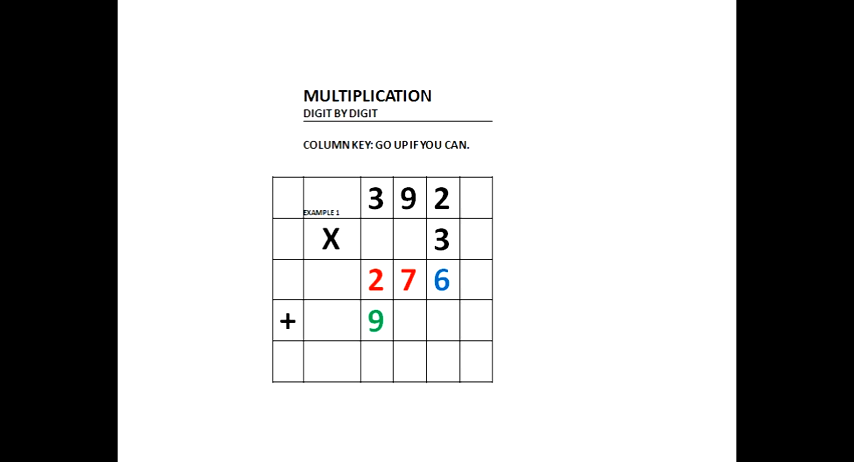 MULTIPLICATION
DIGIT BY DIGIT
COLUMN KEY: GO UP IF YOU CAN.
EXAMPLE 1 3 9 2
X 3
2 7 6
+ 9